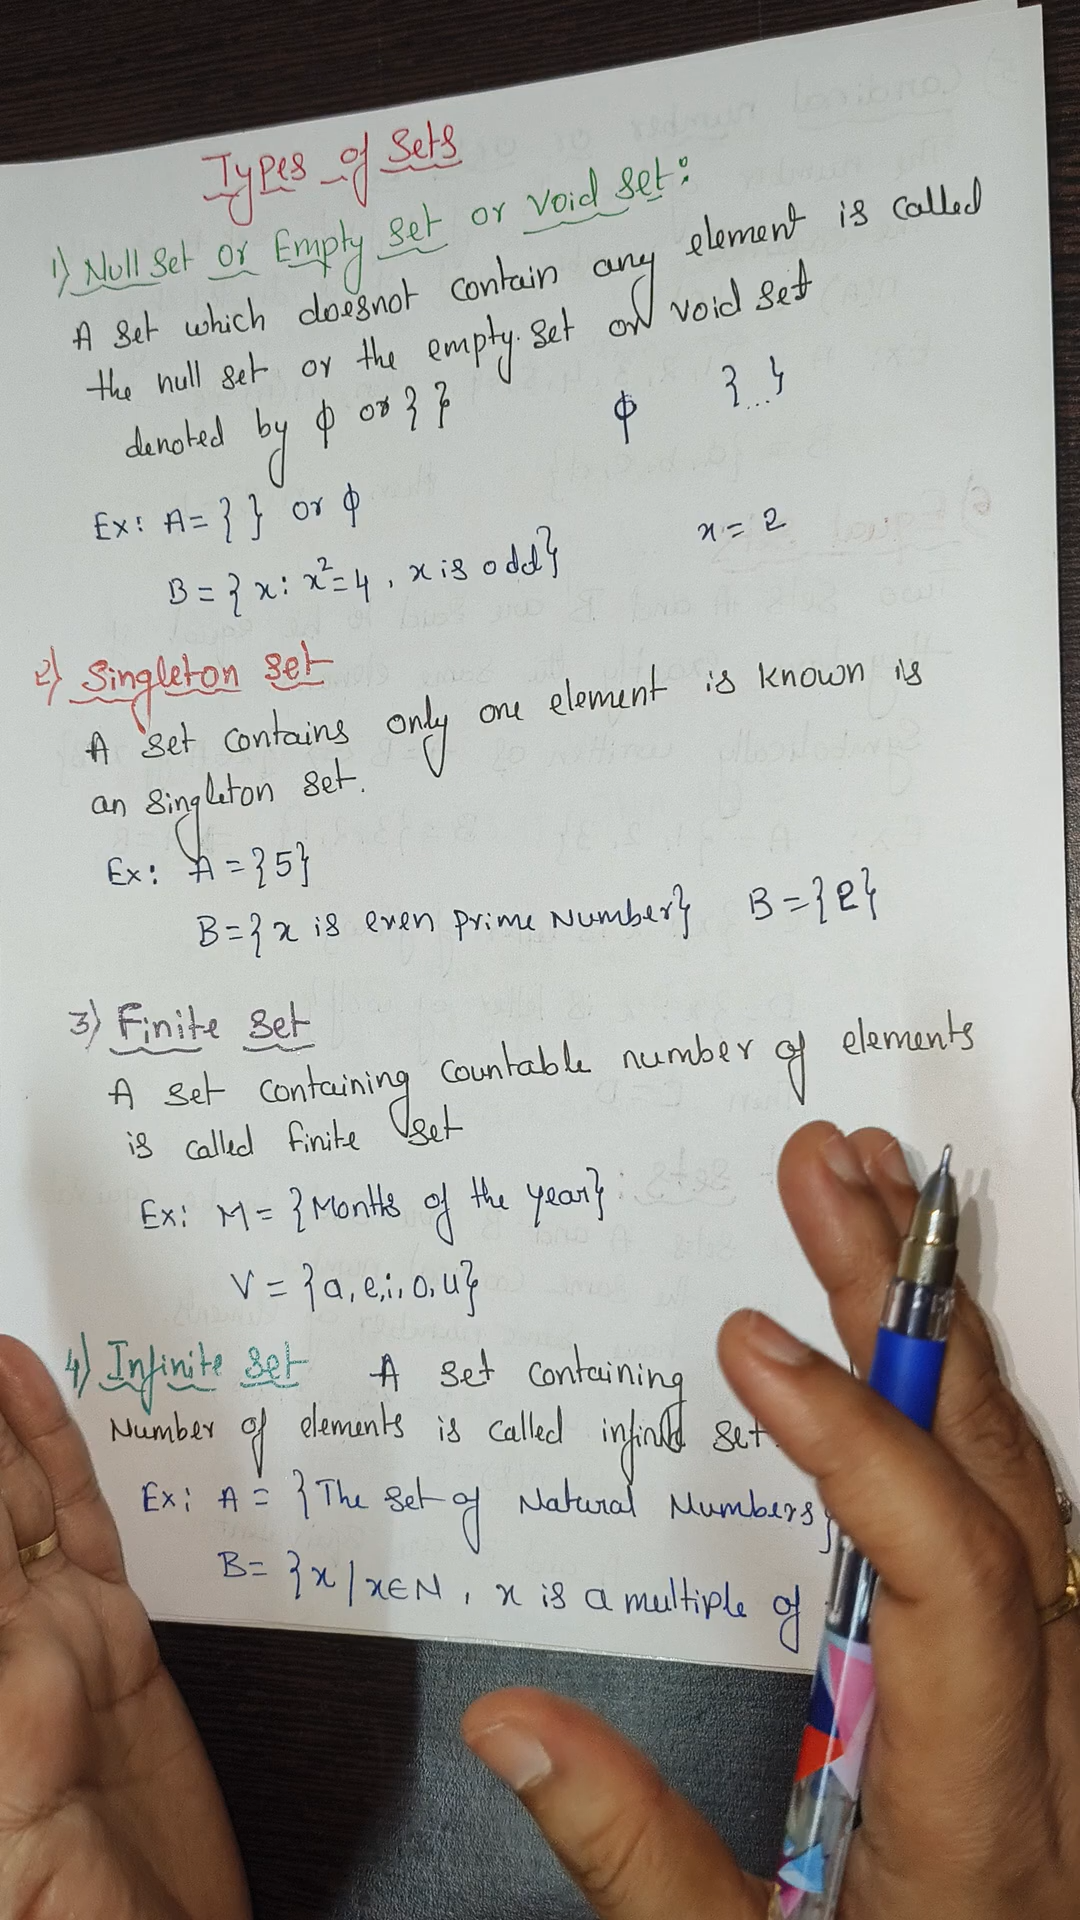 Types of Sets
1) Null Set or Empty Set or Void Set:
A Set which doesnot contain any element is called
the null set or the empty set or void set
denoted by ϕ or { }
ϕ { ... }
Ex: A = { } or ϕ
B = { x : x² = 4 , x is odd }
x = 2
2) Singleton Set
A Set contains only one element is known is
an Singleton Set.
Ex: A = {5}
B = { x is even prime Number} B = {2}
3) Finite Set
A Set containing countable number of elements
is called finite set
Ex: M = {Months of the year}
V = {a, e, i, o, u}
4) Infinite Set A Set containing
Number of elements is called infinite set.
Ex: A = {The Set of Natural Numbers}
B = {x / x∈N , x is a multiple of